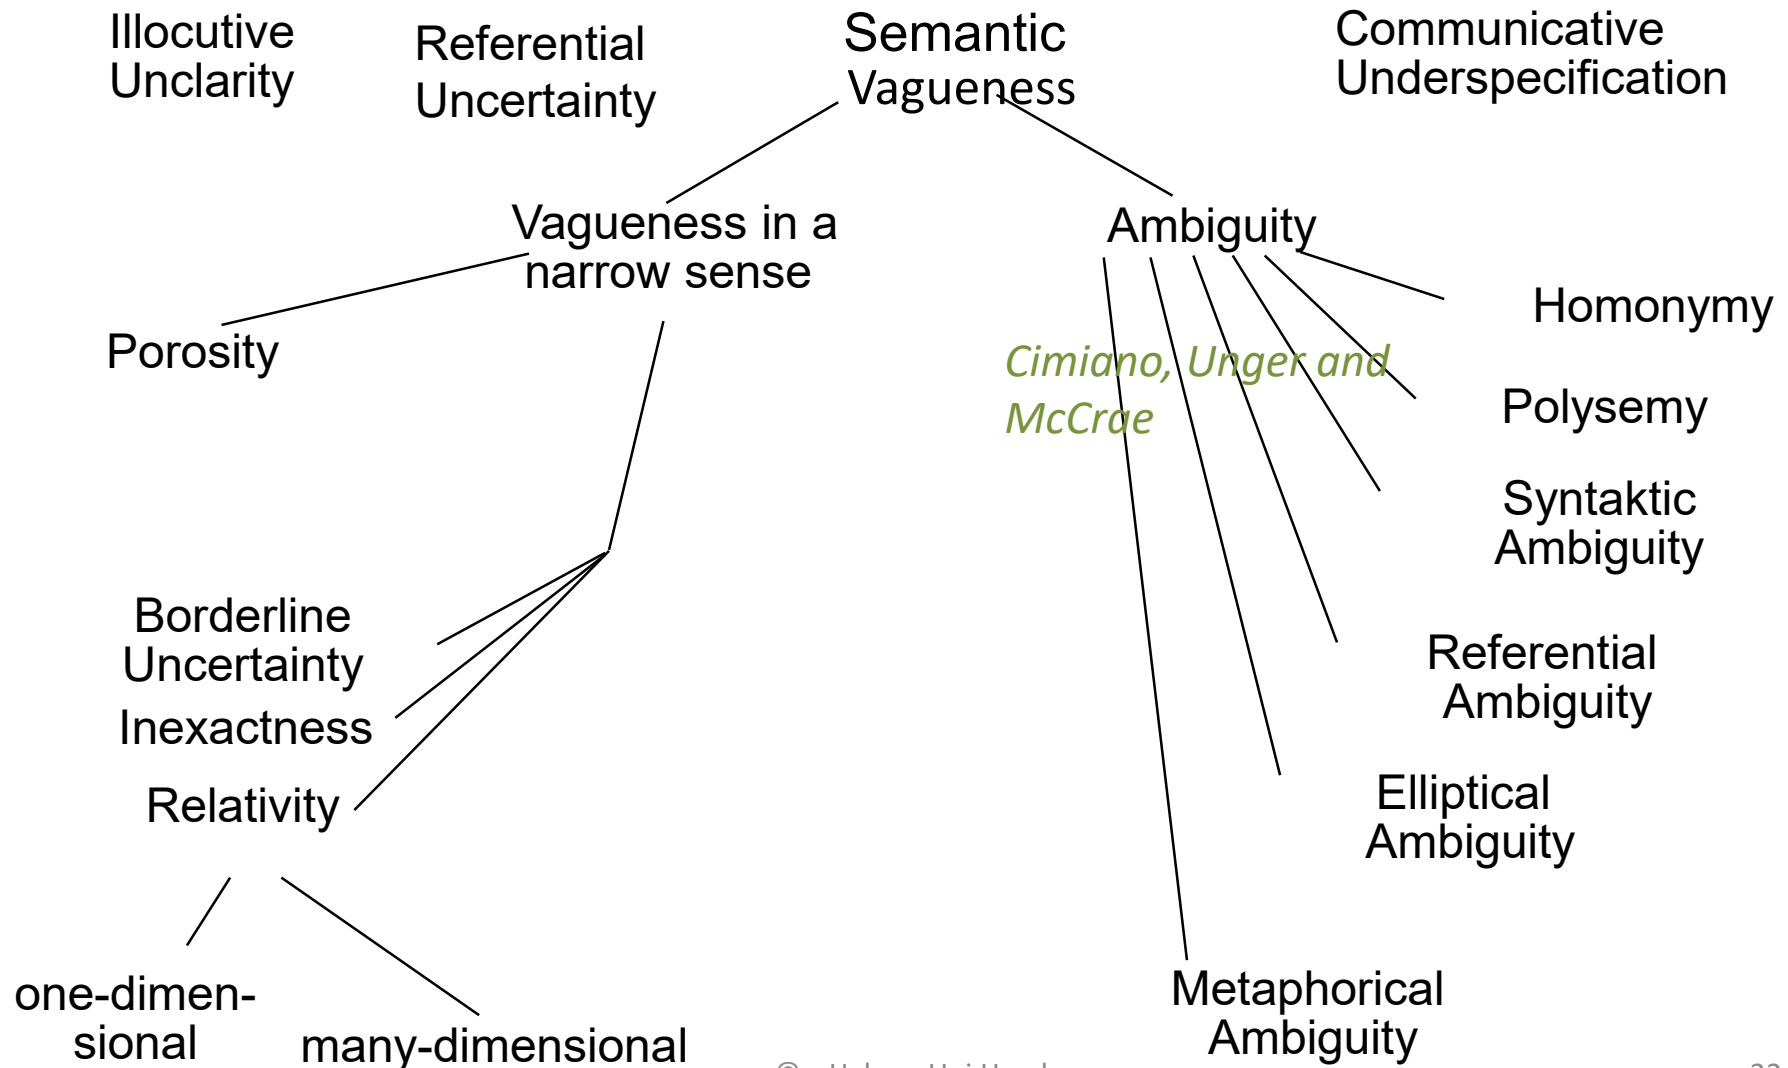 Illocutive
Unclarity
Referential
Uncertainty
Semantic
Vagueness
Communicative
Underspecification
Vagueness in a
narrow sense
Ambiguity
Porosity
Homonymy
Cimiano, Unger and
McCrae
Polysemy
Syntaktic
Ambiguity
Borderline
Uncertainty
Inexactness
Referential
Ambiguity
Relativity
Elliptical
Ambiguity
one-dimen-
sional
many-dimensional
Metaphorical
Ambiguity